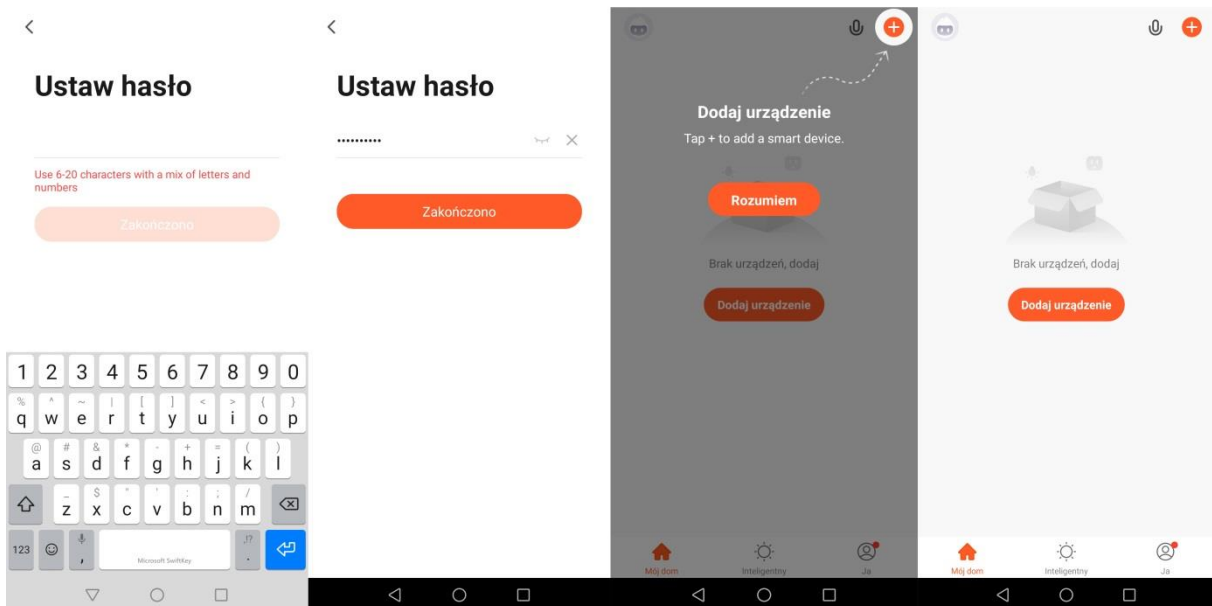 Ustaw hasło
Use 6-20 characters with a mix of letters and
numbers
Zakończono
1 2 3 4 5 6 7 8 9 0
% ^ ~ | [ ] < > { }
q w e r t y u i o p
@ # & * - + = ( )
a s d f g h j k l
_ $ " ' : ; /
z x c v b n m
123 , Microsoft SwiftKey ,!? .
Ustaw hasło
••••••••••
Zakończono
Dodaj urządzenie
Tap + to add a smart device.
Rozumiem
Brak urządzeń, dodaj
Dodaj urządzenie
Mój dom Inteligentny Ja
Brak urządzeń, dodaj
Dodaj urządzenie
Mój dom Inteligentny Ja